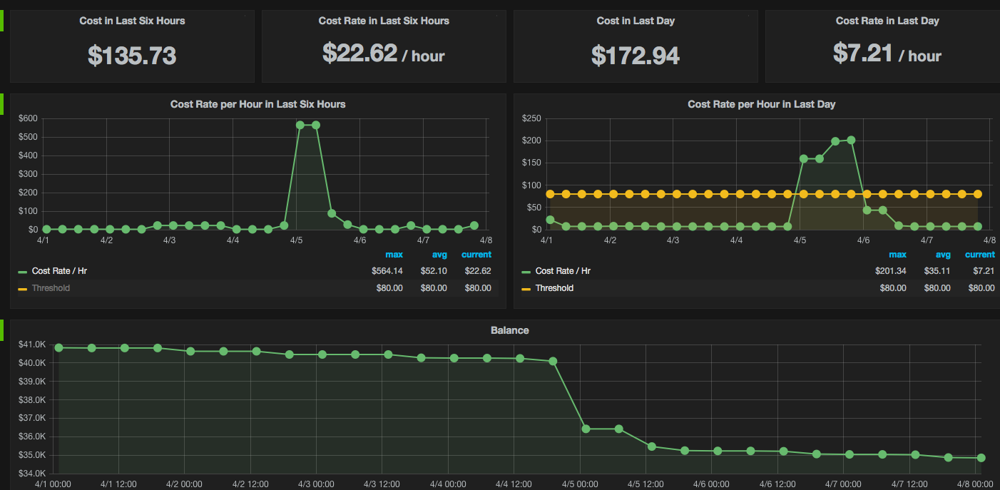 Cost in Last Six Hours
$135.73
Cost Rate in Last Six Hours
$22.62 / hour
Cost in Last Day
$172.94
Cost Rate in Last Day
$7.21 / hour
Cost Rate per Hour in Last Six Hours
$600
$500
$400
$300
$200
$100
$0
4/1 4/2 4/3 4/4 4/5 4/6 4/7 4/8
max avg current
Cost Rate / Hr $564.14 $52.10 $22.62
Threshold $80.00 $80.00 $80.00
Cost Rate per Hour in Last Day
$250
$200
$150
$100
$50
$0
4/1 4/2 4/3 4/4 4/5 4/6 4/7 4/8
max avg current
Cost Rate / Hr $201.34 $35.11 $7.21
Threshold $80.00 $80.00 $80.00
Balance
$41.0K
$40.0K
$39.0K
$38.0K
$37.0K
$36.0K
$35.0K
$34.0K
4/1 00:00 4/1 12:00 4/2 00:00 4/2 12:00 4/3 00:00 4/3 12:00 4/4 00:00 4/4 12:00 4/5 00:00 4/5 12:00 4/6 00:00 4/6 12:00 4/7 00:00 4/7 12:00 4/8 00:00